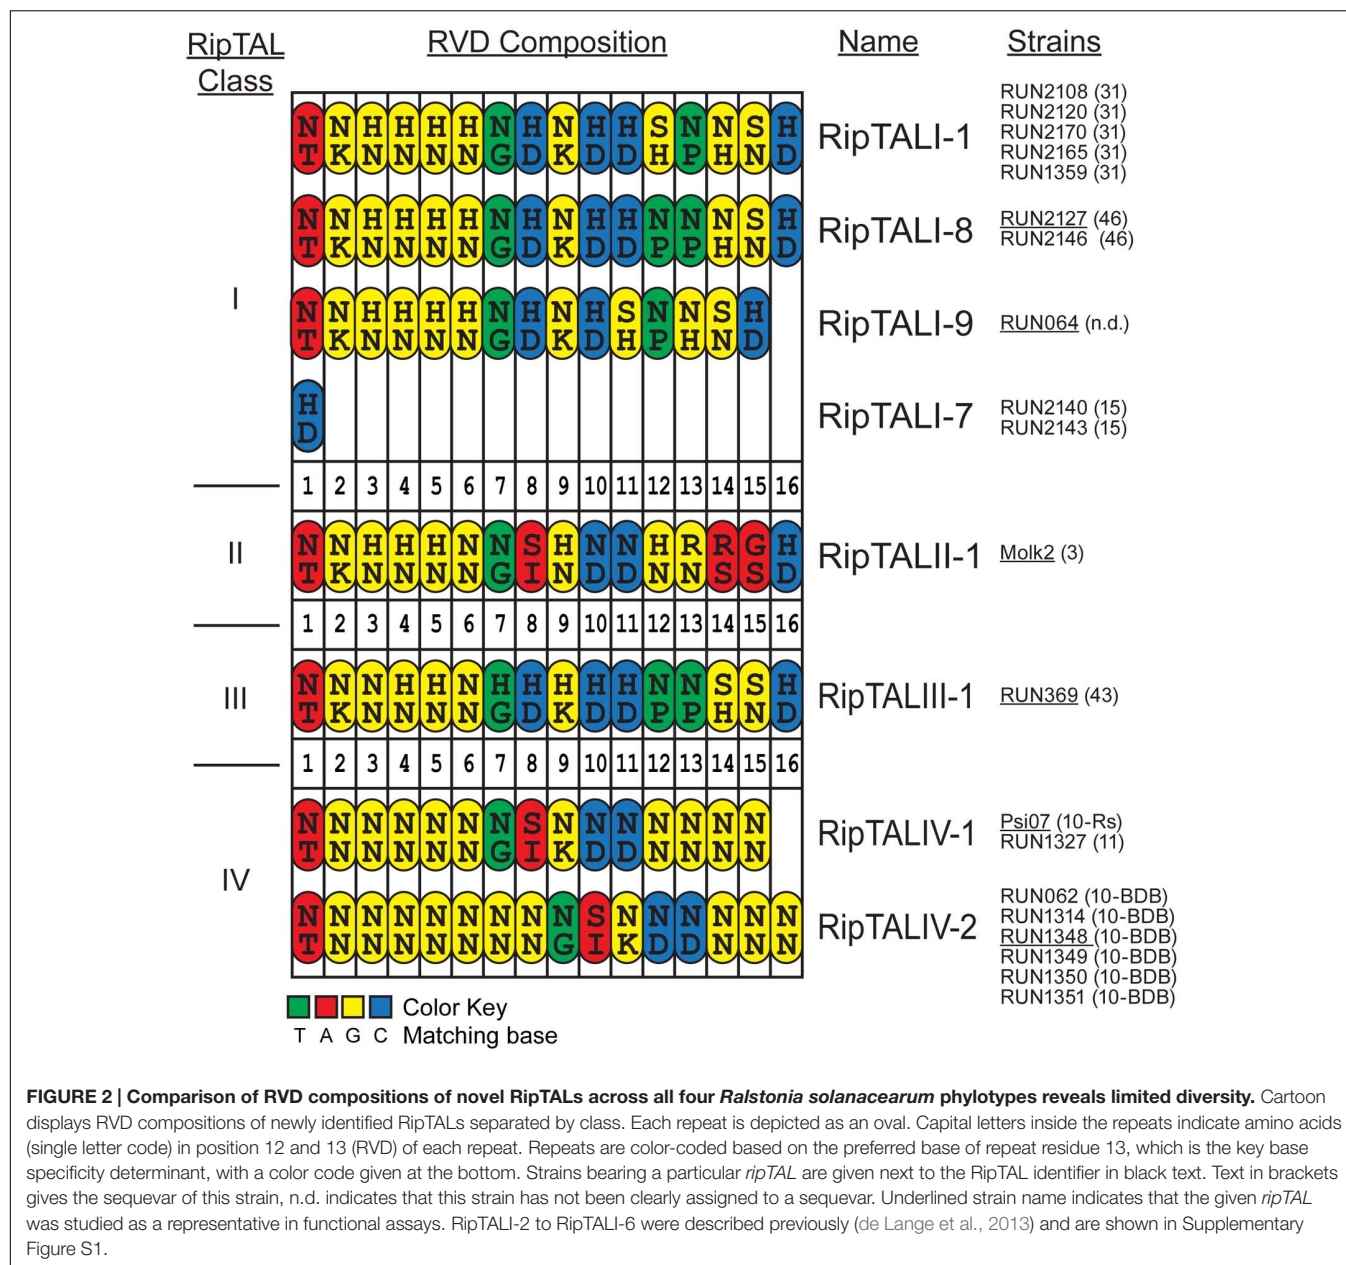 RipTAL Class RVD Composition Name Strains
I
N N H H H H N H N H H S N N S H
T K N N N N G D K D D H P H N D
RipTALI-1
RUN2108 (31)
RUN2120 (31)
RUN2170 (31)
RUN2165 (31)
RUN1359 (31)
N N H H H H N H N H H N N N S H
T K N N N N G D K D D P P H N D
RipTALI-8
RUN2127 (46)
RUN2146 (46)
N N H H H H N H N H S N N S H
T K N N N N G D K D H P H N D
RipTALI-9
RUN064 (n.d.)
H
D
RipTALI-7
RUN2140 (15)
RUN2143 (15)
1 2 3 4 5 6 7 8 9 10 11 12 13 14 15 16
II
N N H H H N N S H N N H R R G H
T K N N N N G I N D D N N S S D
RipTALII-1
Molk2 (3)
1 2 3 4 5 6 7 8 9 10 11 12 13 14 15 16
III
N N N H H N H H H H H N N S S H
T K N N N N G D K D D P P H N D
RipTALIII-1
RUN369 (43)
1 2 3 4 5 6 7 8 9 10 11 12 13 14 15 16
IV
N N N N N N N S N N N N N N N
T N N N N N G I K D D N N N N
RipTALIV-1
Psi07 (10-Rs)
RUN1327 (11)
N N N N N N N N N S N N N N N N
T N N N N N N N G I K D D N N N
RipTALIV-2
RUN062 (10-BDB)
RUN1314 (10-BDB)
RUN1348 (10-BDB)
RUN1349 (10-BDB)
RUN1350 (10-BDB)
RUN1351 (10-BDB)
Color Key
T A G C Matching base
FIGURE 2 | Comparison of RVD compositions of novel RipTALs across all four Ralstonia solanacearum phylotypes reveals limited diversity. Cartoon
displays RVD compositions of newly identified RipTALs separated by class. Each repeat is depicted as an oval. Capital letters inside the repeats indicate amino acids
(single letter code) in position 12 and 13 (RVD) of each repeat. Repeats are color-coded based on the preferred base of repeat residue 13, which is the key base
specificity determinant, with a color code given at the bottom. Strains bearing a particular ripTAL are given next to the RipTAL identifier in black text. Text in brackets
gives the sequevar of this strain, n.d. indicates that this strain has not been clearly assigned to a sequevar. Underlined strain name indicates that the given ripTAL
was studied as a representative in functional assays. RipTALI-2 to RipTALI-6 were described previously (de Lange et al., 2013) and are shown in Supplementary
Figure S1.